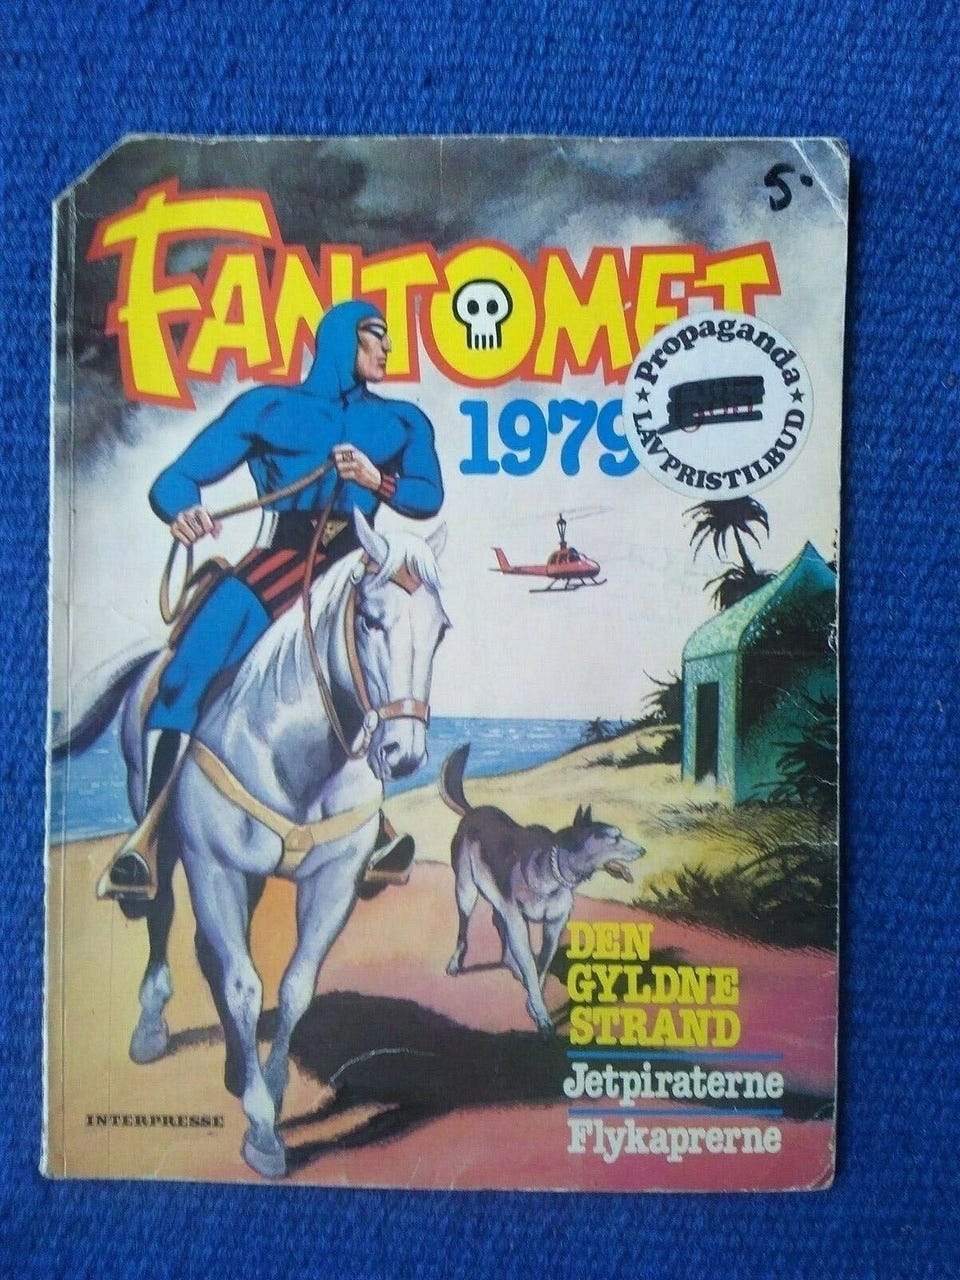 5.
FANTOMET
1979
★ Propaganda ★
LAVPRISTILBUD
DEN
GYLDNE
STRAND
Jetpiraterne
Flykaprerne
INTERPRESSE